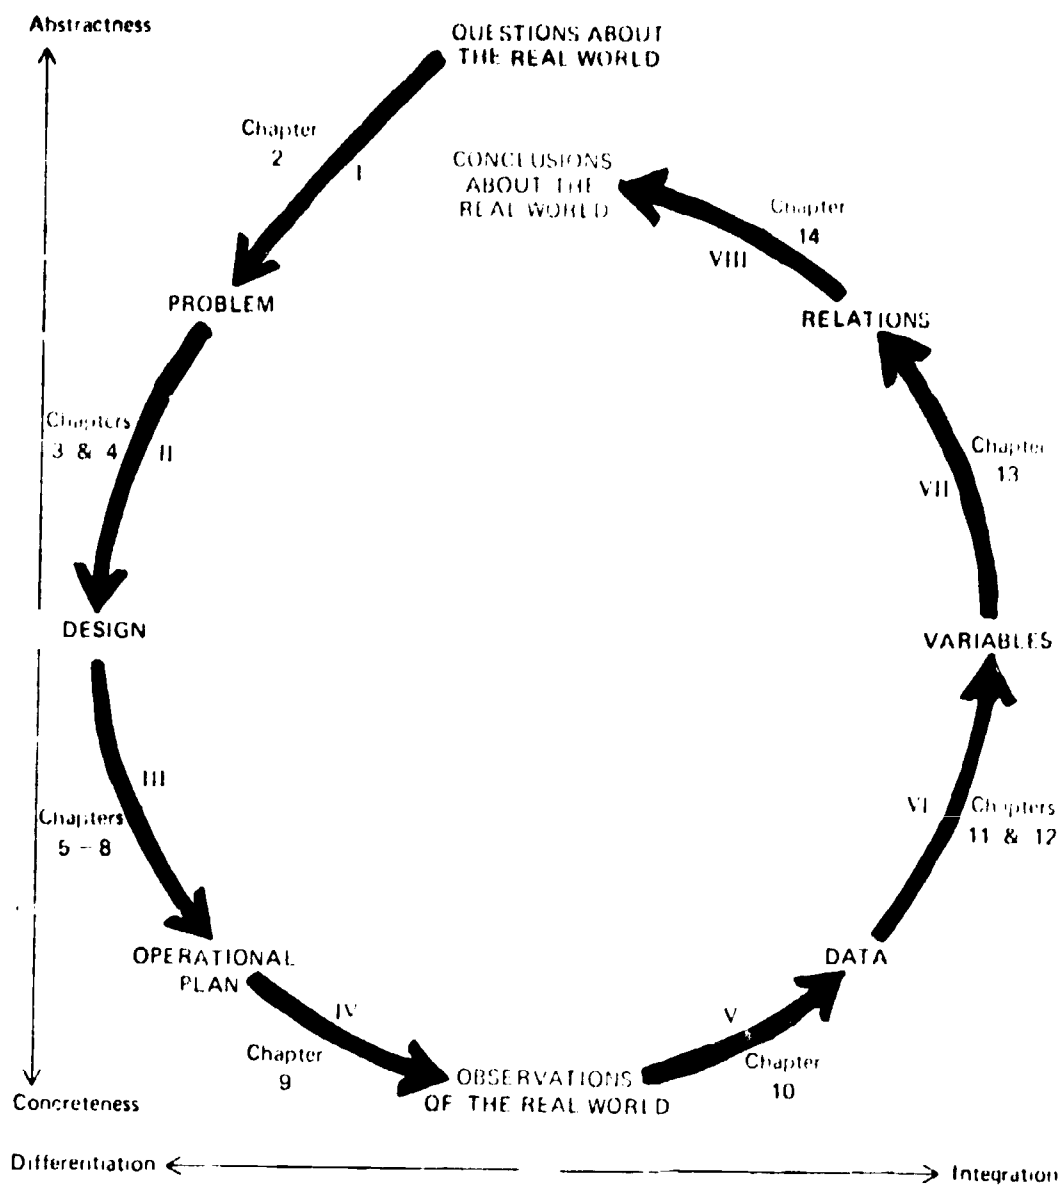 Abstractness
QUESTIONS ABOUT
THE REAL WORLD
Chapter
2
I
CONCLUSIONS
ABOUT THE
REAL WORLD
Chapter
14
VIII
PROBLEM
RELATIONS
Chapters
3 & 4
II
Chapter
13
VII
DESIGN
VARIABLES
III
Chapters
5 - 8
VI
Chapters
11 & 12
OPERATIONAL
PLAN
DATA
IV
Chapter
9
V
Chapter
10
OBSERVATIONS
OF THE REAL WORLD
Concreteness
Differentiation
Integration